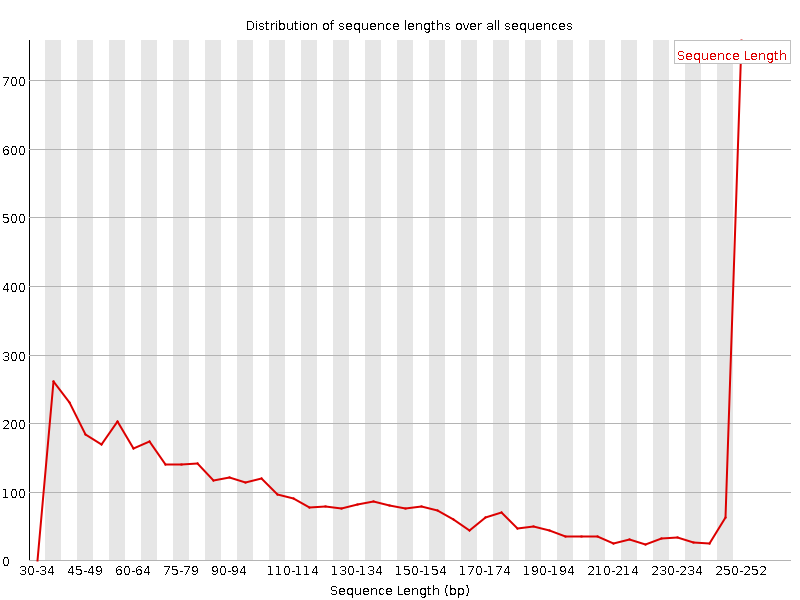 Distribution of sequence lengths over all sequences
Sequence Length
700
600
500
400
300
200
100
0
30-34 45-49 60-64 75-79 90-94 110-114 130-134 150-154 170-174 190-194 210-214 230-234 250-252
Sequence Length (bp)